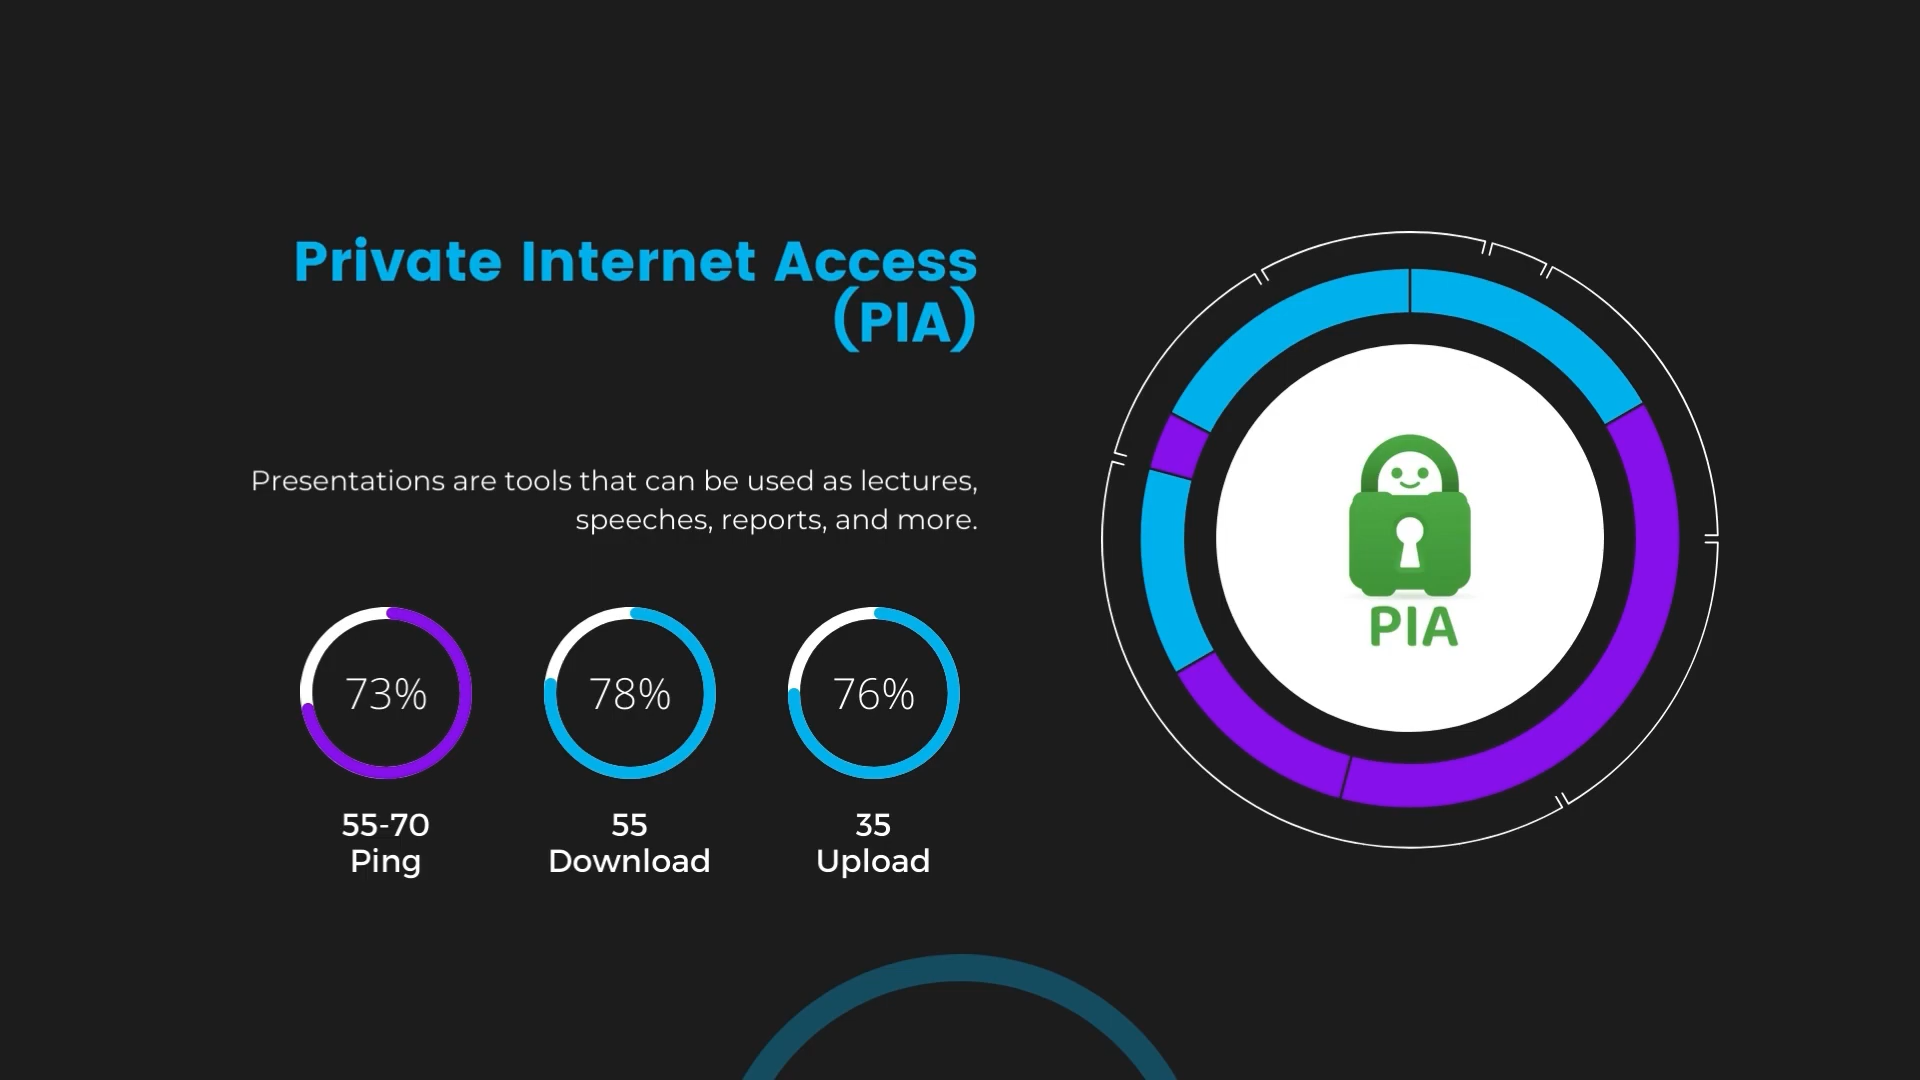 Private Internet Access
(PIA)
Presentations are tools that can be used as lectures,
speeches, reports, and more.
73%
78%
76%
55-70
Ping
55
Download
35
Upload
PIA